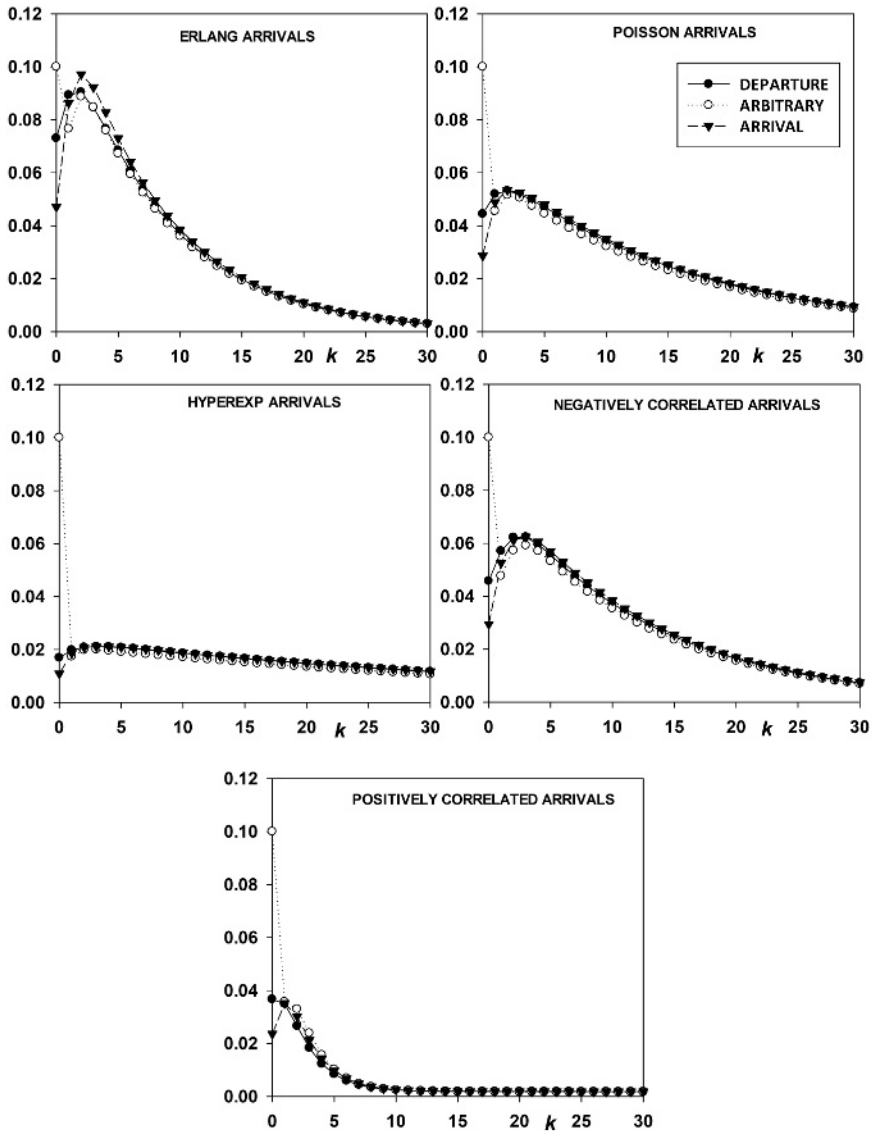 ERLANG ARRIVALS
0.12
0.10
0.08
0.06
0.04
0.02
0.00
0 5 10 k 15 20 25 30
POISSON ARRIVALS
DEPARTURE
ARBITRARY
ARRIVAL
0.12
0.10
0.08
0.06
0.04
0.02
0.00
0 5 10 15 20 k 25 30
HYPEREXP ARRIVALS
0.12
0.10
0.08
0.06
0.04
0.02
0.00
0 5 10 15 20 k 25 30
NEGATIVELY CORRELATED ARRIVALS
0.12
0.10
0.08
0.06
0.04
0.02
0.00
0 5 10 15 20 k 25 30
POSITIVELY CORRELATED ARRIVALS
0.12
0.10
0.08
0.06
0.04
0.02
0.00
0 5 10 15 20 k 25 30